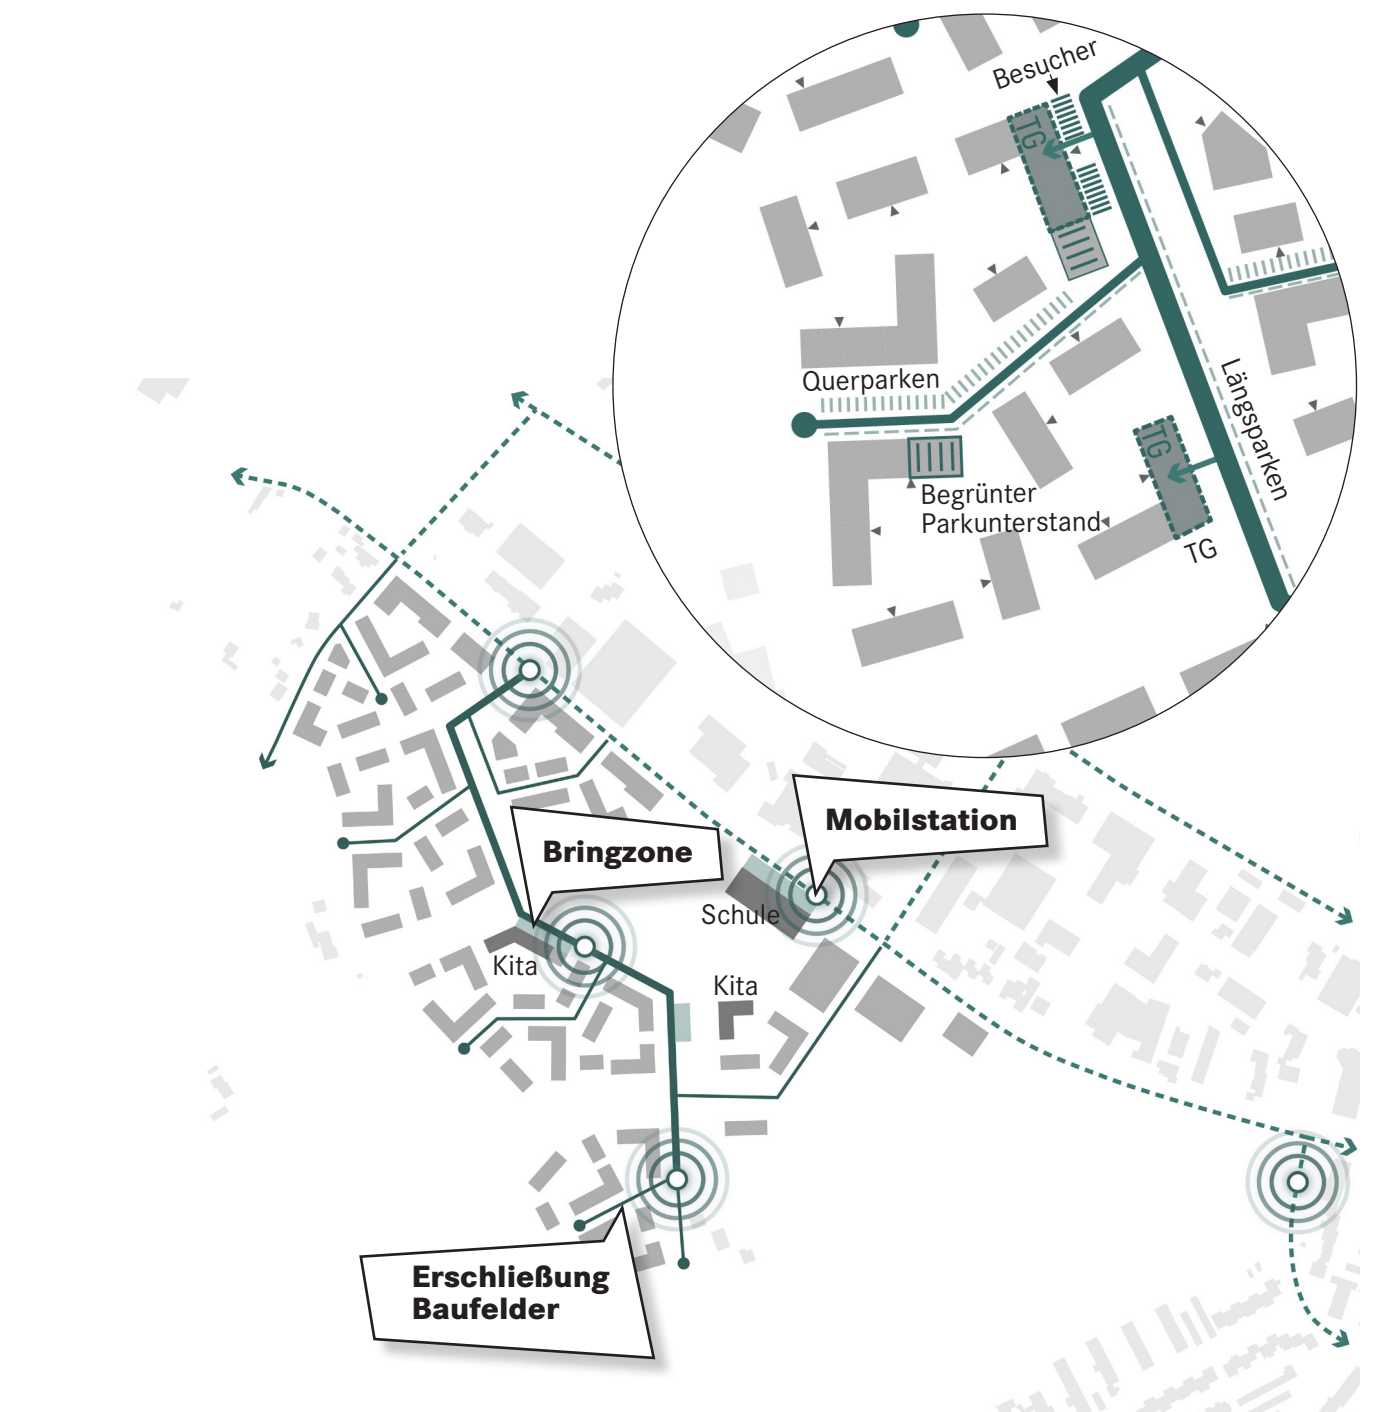 Besucher
TG
Querparken
Längsparken
TG
Begrünter
Parkunterstand
TG
Mobilstation
Bringzone
Schule
Kita
Kita
Erschließung
Baufelder